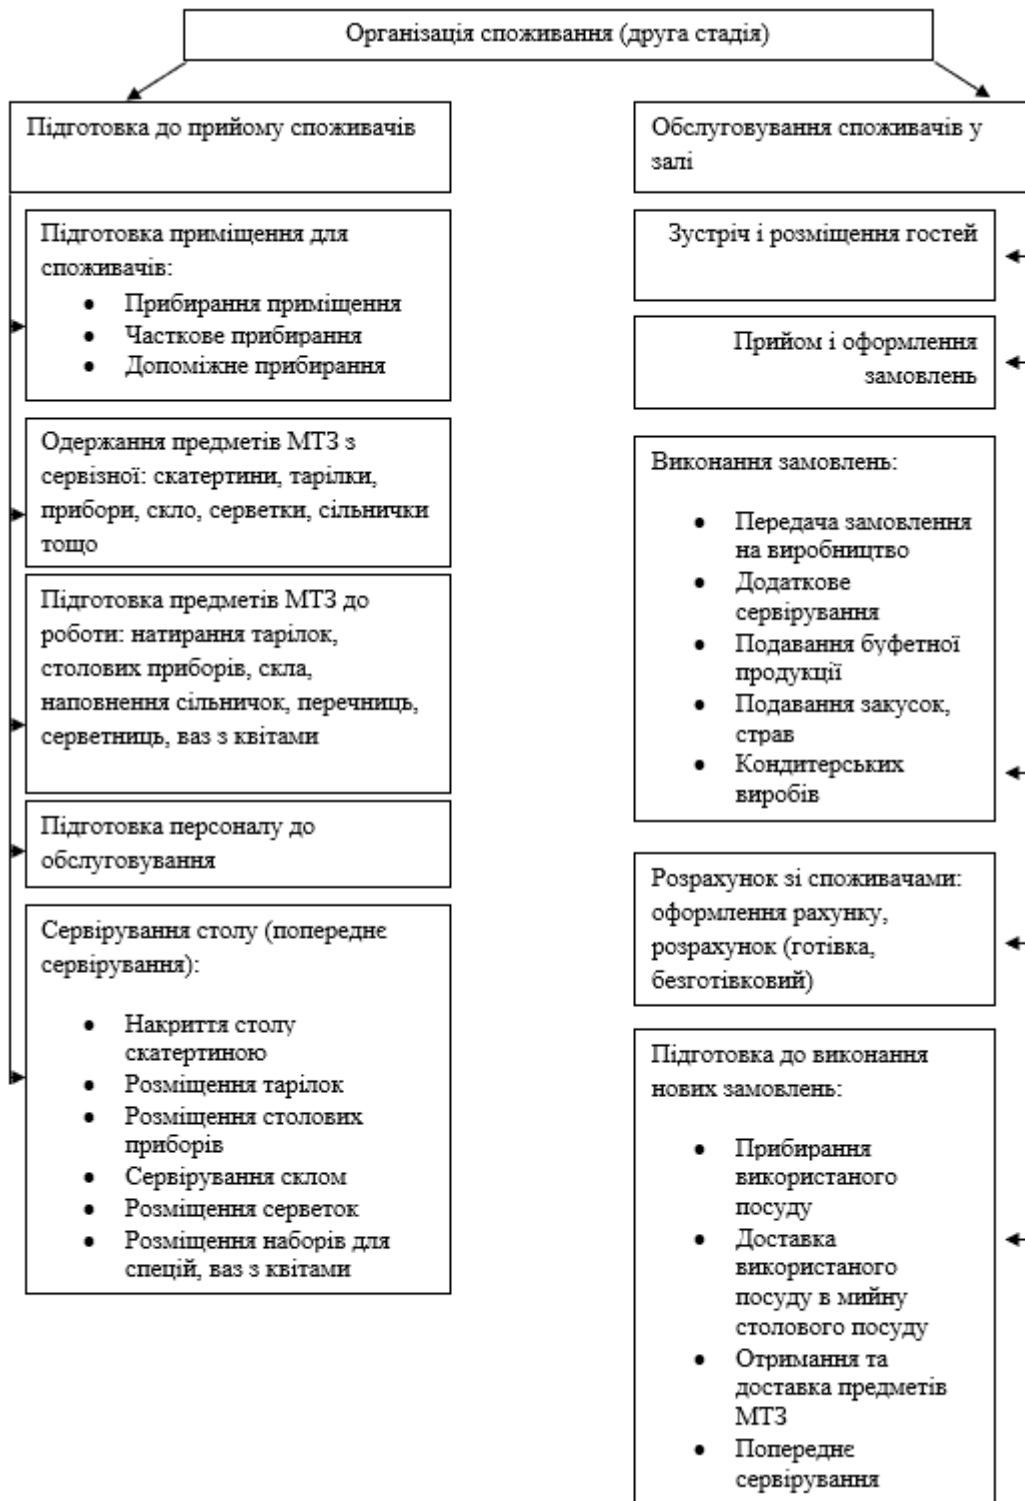 Організація споживання (друга стадія)
Підготовка до прийому споживачів
Підготовка приміщення для
споживачів:
● Прибирання приміщення
● Часткове прибирання
● Допоміжне прибирання
Одержання предметів МТЗ з
сервізної: скатертини, тарілки,
прибори, скло, серветки, сільнички
тощо
Підготовка предметів МТЗ до
роботи: натирання тарілок,
столових приборів, скла,
наповнення сільничок, перечниць,
серветниць, ваз з квітами
Підготовка персоналу до
обслуговування
Сервірування столу (попереднє
сервірування):
● Накриття столу
скатертиною
● Розміщення тарілок
● Розміщення столових
приборів
● Сервірування склом
● Розміщення серветок
● Розміщення наборів для
спецій, ваз з квітами
Обслуговування споживачів у
залі
Зустріч і розміщення гостей
Прийом і оформлення
замовлень
Виконання замовлень:
● Передача замовлення
на виробництво
● Додаткове
сервірування
● Подавання буфетної
продукції
● Подавання закусок,
страв
● Кондитерських
виробів
Розрахунок зі споживачами:
оформлення рахунку,
розрахунок (готівка,
безготівковий)
Підготовка до виконання
нових замовлень:
● Прибирання
використаного
посуду
● Доставка
використаного
посуду в мийну
столового посуду
● Отримання та
доставка предметів
МТЗ
● Попереднє
сервірування